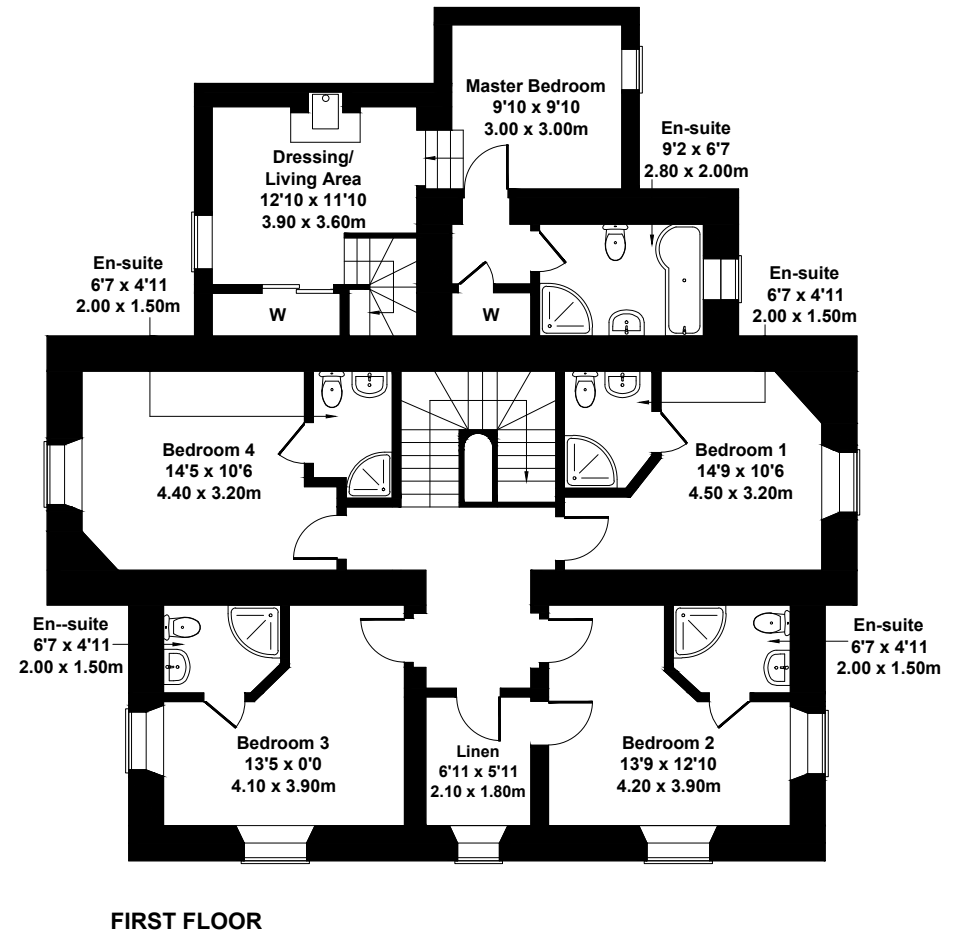 Master Bedroom
9'10 x 9'10
3.00 x 3.00m
En-suite
9'2 x 6'7
2.80 x 2.00m
Dressing/
Living Area
12'10 x 11'10
3.90 x 3.60m
En-suite
6'7 x 4'11
2.00 x 1.50m
En-suite
6'7 x 4'11
2.00 x 1.50m
W
W
Bedroom 4
14'5 x 10'6
4.40 x 3.20m
Bedroom 1
14'9 x 10'6
4.50 x 3.20m
En--suite
6'7 x 4'11
2.00 x 1.50m
En-suite
6'7 x 4'11
2.00 x 1.50m
Bedroom 3
13'5 x 0'0
4.10 x 3.90m
Linen
6'11 x 5'11
2.10 x 1.80m
Bedroom 2
13'9 x 12'10
4.20 x 3.90m
FIRST FLOOR